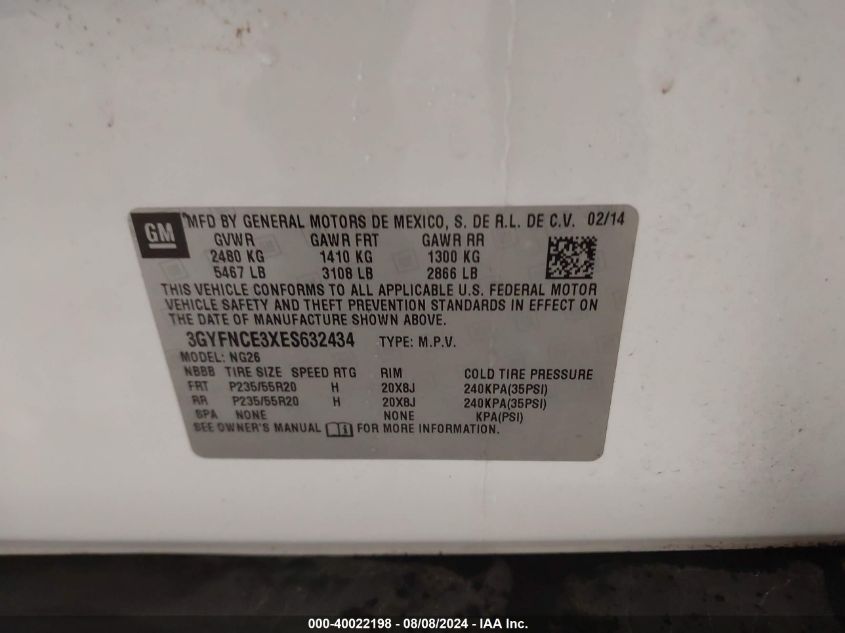 GM
MFD BY GENERAL MOTORS DE MEXICO, S. DE R.L. DE C.V. 02/14
GVWR GAWR FRT GAWR RR
2480 KG 1410 KG 1300 KG
5467 LB 3108 LB 2866 LB
THIS VEHICLE CONFORMS TO ALL APPLICABLE U.S. FEDERAL MOTOR
VEHICLE SAFETY AND THEFT PREVENTION STANDARDS IN EFFECT ON
THE DATE OF MANUFACTURE SHOWN ABOVE.
3GYFNCE3XES632434 TYPE: M.P.V.
MODEL: NG26
NBBB TIRE SIZE SPEED RTG RIM COLD TIRE PRESSURE
FRT P235/55R20 H 20X8J 240KPA(35PSI)
RR P235/55R20 H 20X8J 240KPA(35PSI)
SPA NONE NONE KPA(PSI)
SEE OWNER'S MANUAL FOR MORE INFORMATION.
000-40022198 - 08/08/2024 - IAA Inc.